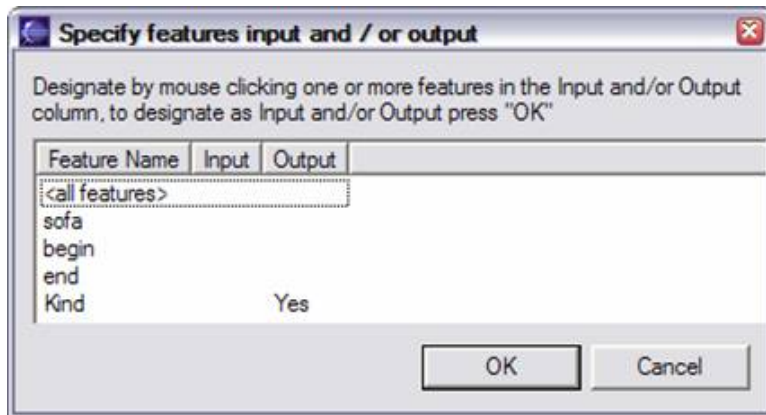 Specify features input and / or output
Designate by mouse clicking one or more features in the Input and/or Output
column, to designate as Input and/or Output press "OK"
Feature Name Input Output
<all features>
sofa
begin
end
Kind Yes
OK Cancel